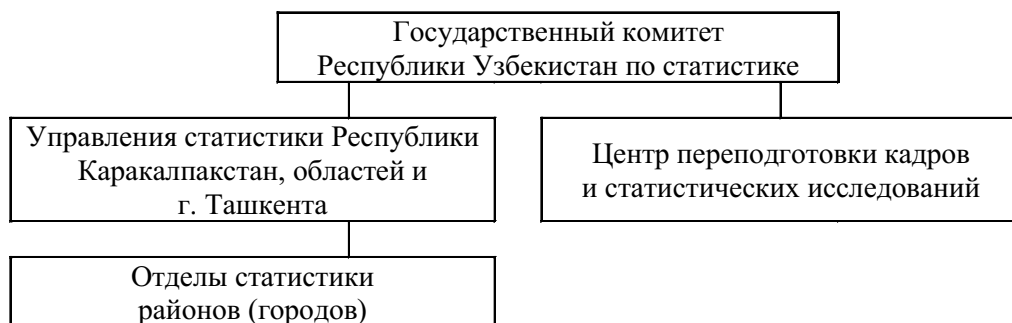 Государственный комитет
Республики Узбекистан по статистике
Управления статистики Республики
Каракалпакстан, областей и
г. Ташкента
Центр переподготовки кадров
и статистических исследований
Отделы статистики
районов (городов)